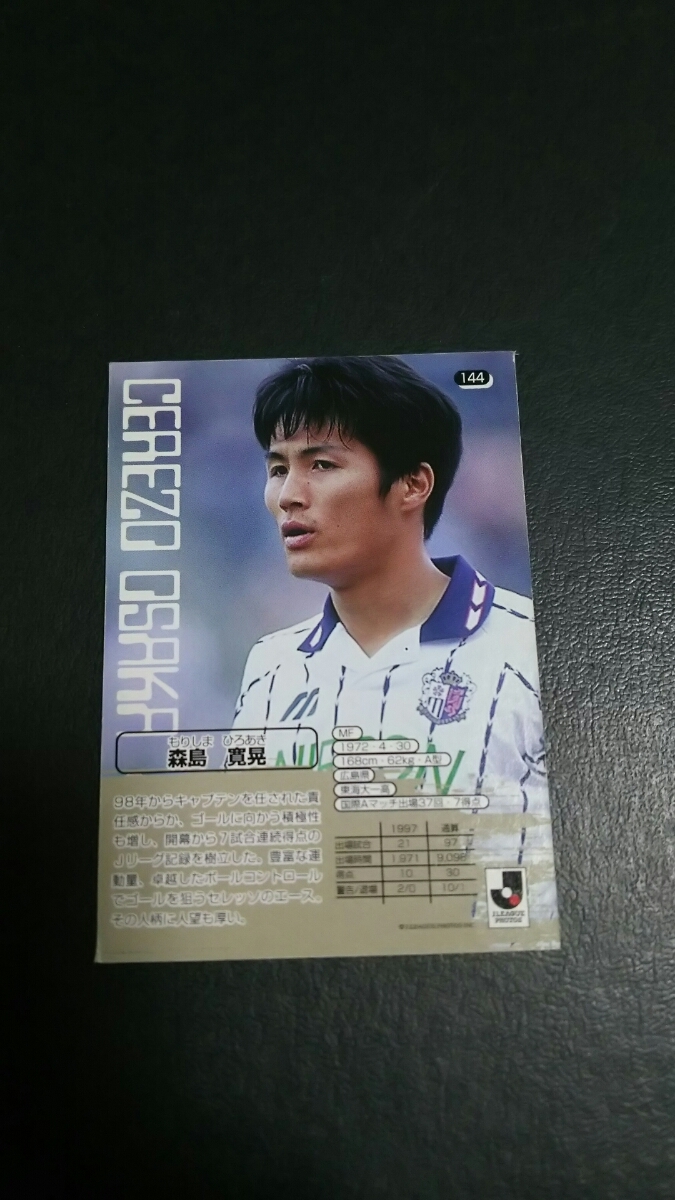 144
CEREZO OSAKA
もりしま ひろあき
森島 寛晃
MF
1972・4・30
168cm・62kg・A型
広島県
東海大一高
国際Aマッチ出場37回・7得点
98年からキャプテンを任された責
任感からか、ゴールに向かう積極性
も増し、開幕から7試合連続得点の
Jリーグ記録を樹立した。豊富な運
動量、卓越したボールコントロール
でゴールを狙うセレッソのエース。
その人柄に人望も厚い。
1997 通算
出場試合 21 97
出場時間 1,871 9,098
得点 10 30
警告/退場 2/0 10/1
J.LEAGUE
PHOTOS